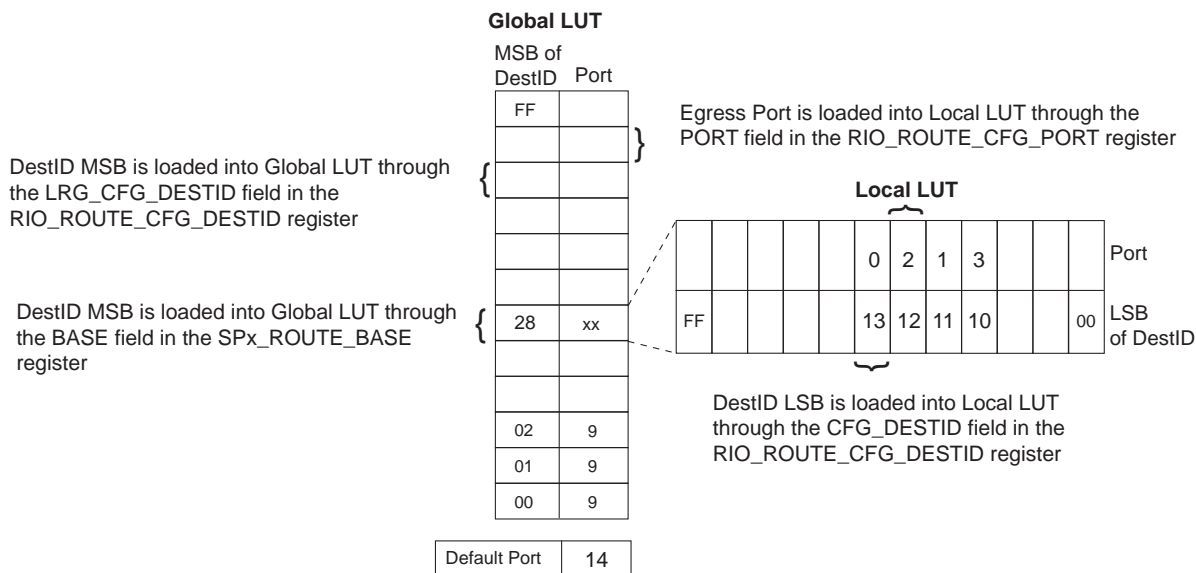 Global LUT
MSB of
DestID Port
FF
Egress Port is loaded into Local LUT through the
PORT field in the RIO_ROUTE_CFG_PORT register
DestID MSB is loaded into Global LUT through
the LRG_CFG_DESTID field in the
RIO_ROUTE_CFG_DESTID register
Local LUT
0 2 1 3 Port
DestID MSB is loaded into Global LUT through
the BASE field in the SPx_ROUTE_BASE
register
28 xx
FF 13 12 11 10 00 LSB
of DestID
DestID LSB is loaded into Local LUT
through the CFG_DESTID field in the
RIO_ROUTE_CFG_DESTID register
02 9
01 9
00 9
Default Port 14